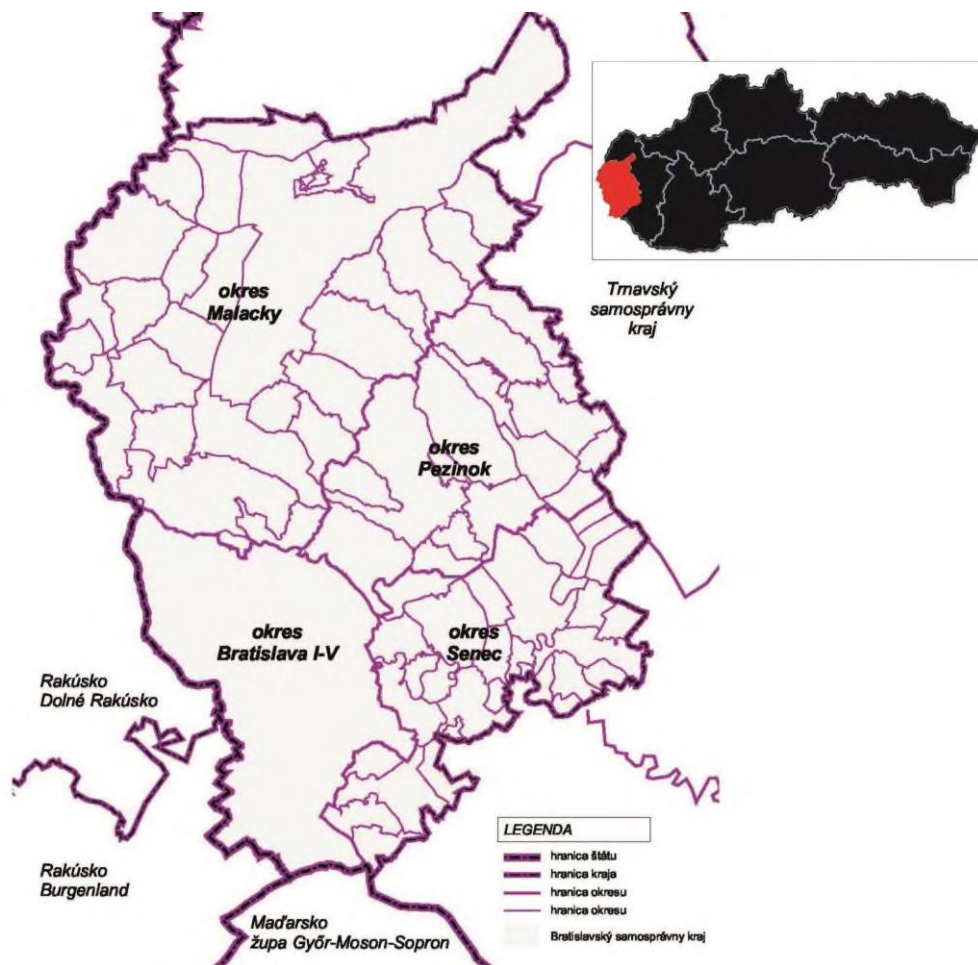 okres
Malacky
Trnavský
samosprávny
kraj
okres
Pezinok
okres
Bratislava I-V
okres
Senec
Rakúsko
Dolné Rakúsko
Rakúsko
Burgenland
Maďarsko
župa Győr-Moson-Sopron
LEGENDA
hranica štátu
hranica kraja
hranica okresu
hranica okresu
Bratislavský samosprávny kraj